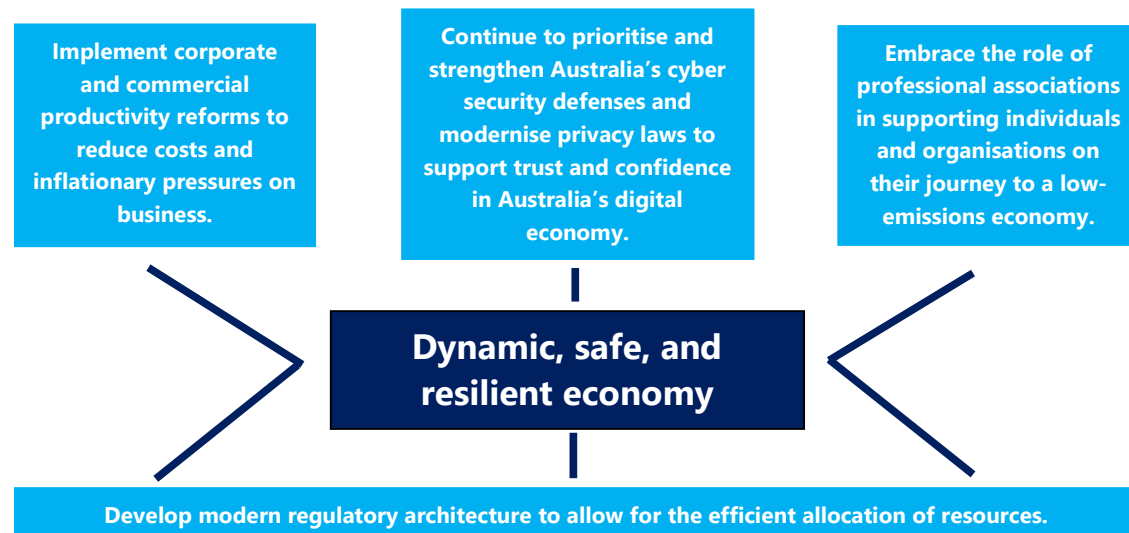 Implement corporate
and commercial
productivity reforms to
reduce costs and
inflationary pressures on
business.
Continue to prioritise and
strengthen Australia’s cyber
security defenses and
modernise privacy laws to
support trust and confidence
in Australia’s digital
economy.
Embrace the role of
professional associations
in supporting individuals
and organisations on
their journey to a low-
emissions economy.
Dynamic, safe, and
resilient economy
Develop modern regulatory architecture to allow for the efficient allocation of resources.